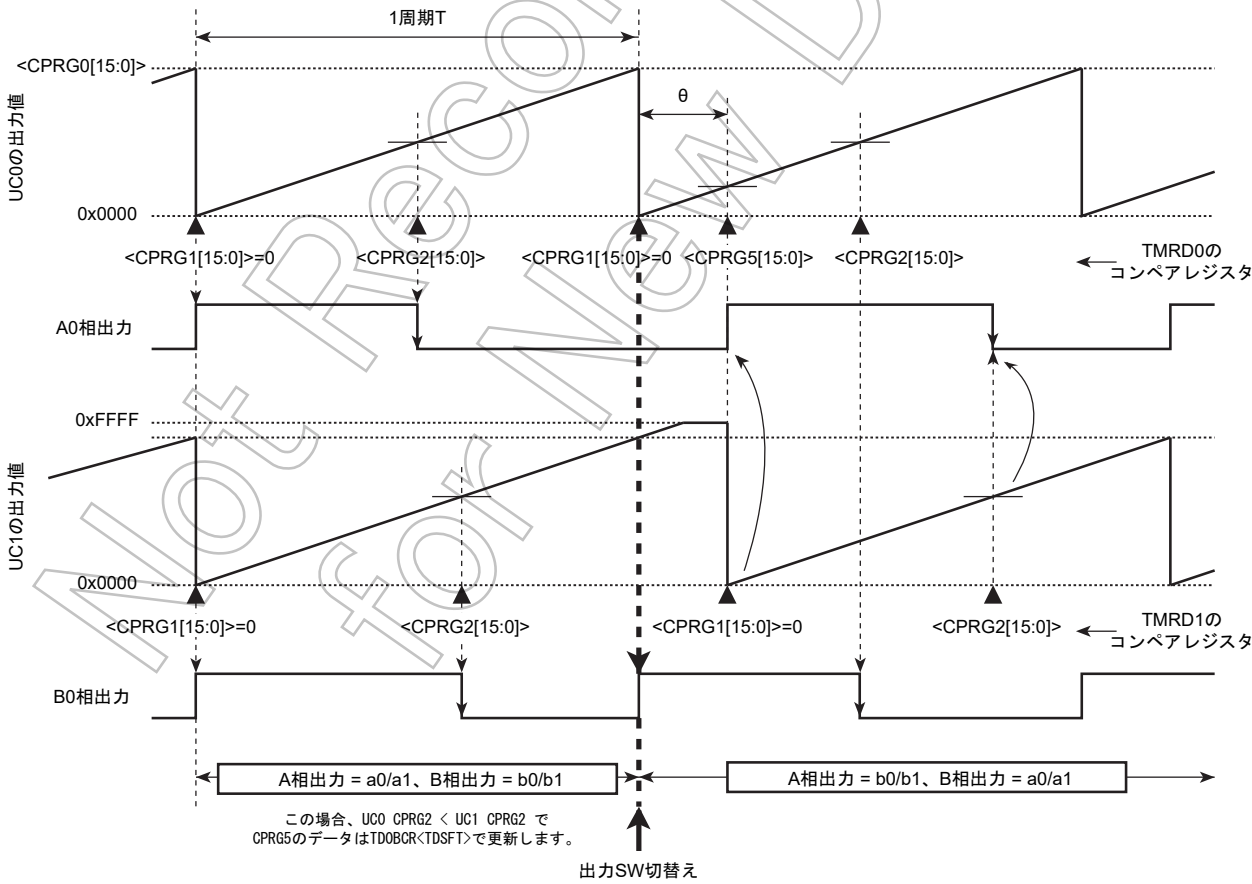 1周期T
<CPRG0[15:0]>
UC0の出力値
θ
0x0000
<CPRG1[15:0]>=0
<CPRG2[15:0]>
<CPRG1[15:0]>=0
<CPRG5[15:0]>
<CPRG2[15:0]>
TMRD0の
コンペアレジスタ
A0相出力
0xFFFF
UC1の出力値
0x0000
<CPRG1[15:0]>=0
<CPRG2[15:0]>
<CPRG1[15:0]>=0
<CPRG2[15:0]>
TMRD1の
コンペアレジスタ
B0相出力
A相出力 = a0/a1、B相出力 = b0/b1
A相出力 = b0/b1、B相出力 = a0/a1
この場合、UC0 CPRG2 < UC1 CPRG2 で
CPRG5のデータはTD0BCR<TDSFT>で更新します。
出力SW切替え
Not Recom
for New D